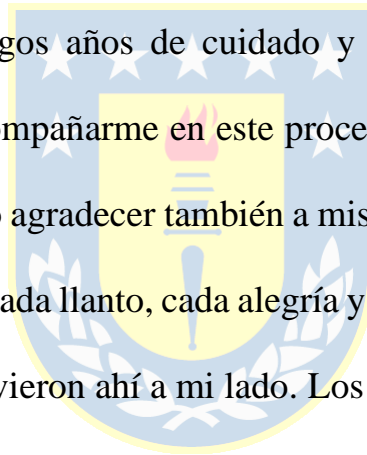 gos años de cuidado y
mpañarme en este proce
agradecer también a mis
ada llanto, cada alegría y
vieron ahí a mi lado. Los